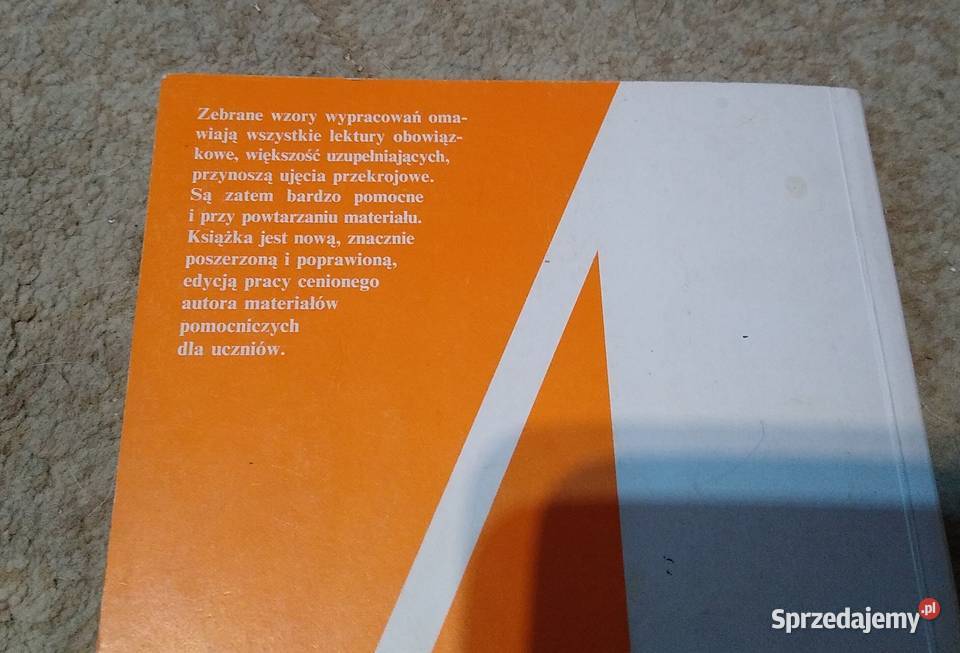 Zebrane wzory wypracowań oma-
wiają wszystkie lektury obowiąz-
kowe, większość uzupełniających,
przynoszą ujęcia przekrojowe.
Są zatem bardzo pomocne
i przy powtarzaniu materiału.
Książka jest nową, znacznie
poszerzoną i poprawioną,
edycją pracy cenionego
autora materiałów
pomocniczych
dla uczniów.
Sprzedajemy.pl